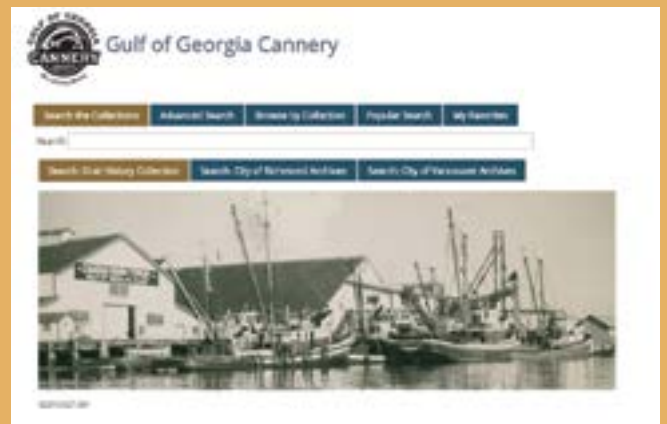 GULF OF GEORGIA
CANNERY
Gulf of Georgia Cannery
Search the Collections
Advanced Search
Browse by Collection
Popular Search
My Favorites
Search
Search: Oral History Collection
Search: City of Richmond Archives
Search: City of Vancouver Archives